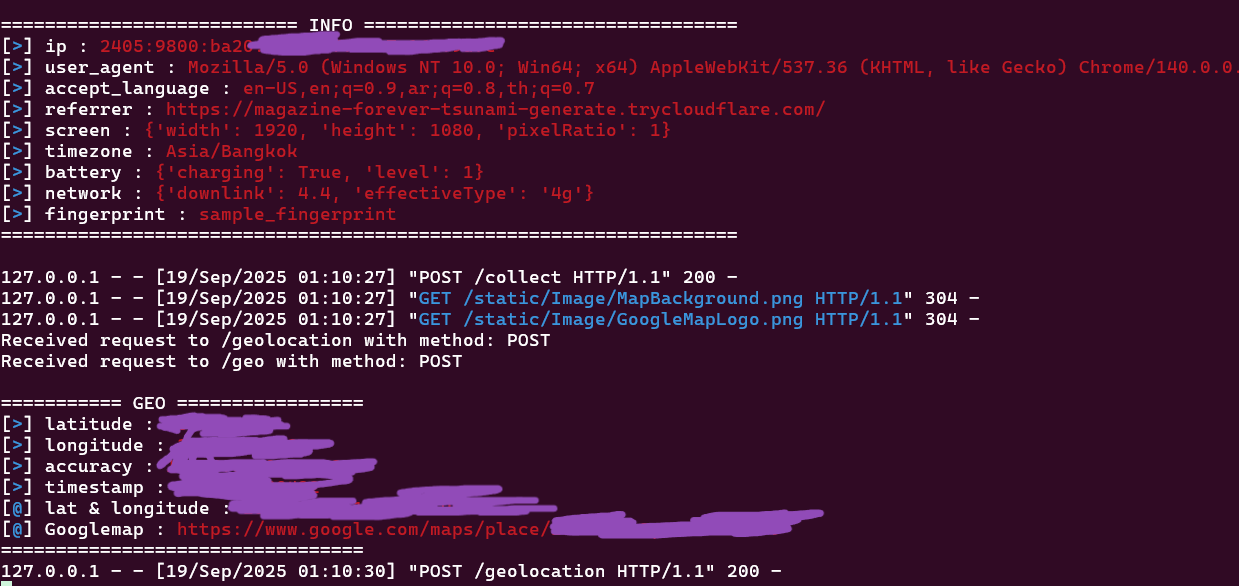 =========================== INFO ==================================
[>] ip : 2405:9800:ba20
[>] user_agent : Mozilla/5.0 (Windows NT 10.0; Win64; x64) AppleWebKit/537.36 (KHTML, like Gecko) Chrome/140.0.0.
[>] accept_language : en-US,en;q=0.9,ar;q=0.8,th;q=0.7
[>] referrer : https://magazine-forever-tsunami-generate.trycloudflare.com/
[>] screen : {'width': 1920, 'height': 1080, 'pixelRatio': 1}
[>] timezone : Asia/Bangkok
[>] battery : {'charging': True, 'level': 1}
[>] network : {'downlink': 4.4, 'effectiveType': '4g'}
[>] fingerprint : sample_fingerprint
===================================================================
127.0.0.1 - - [19/Sep/2025 01:10:27] "POST /collect HTTP/1.1" 200 -
127.0.0.1 - - [19/Sep/2025 01:10:27] "GET /static/Image/MapBackground.png HTTP/1.1" 304 -
127.0.0.1 - - [19/Sep/2025 01:10:27] "GET /static/Image/GoogleMapLogo.png HTTP/1.1" 304 -
Received request to /geolocation with method: POST
Received request to /geo with method: POST
=========== GEO =================
[>] latitude :
[>] longitude :
[>] accuracy :
[>] timestamp :
[@] lat & longitude :
[@] Googlemap : https://www.google.com/maps/place/
=================================
127.0.0.1 - - [19/Sep/2025 01:10:30] "POST /geolocation HTTP/1.1" 200 -